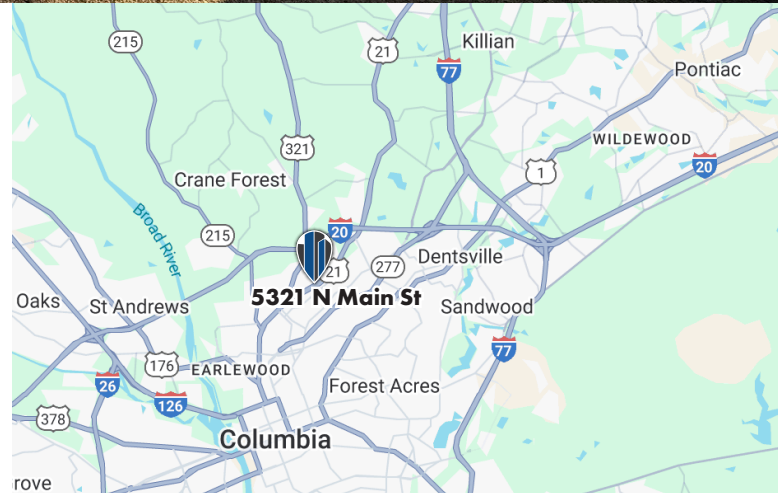 215
21
Killian
77
Pontiac
321
WILDEWOOD
1
20
Crane Forest
Broad River
215
20
21
277
Dentsville
5321 N Main St
Oaks
St Andrews
Sandwood
77
176
EARLEWOOD
26
126
Forest Acres
378
Columbia
rove